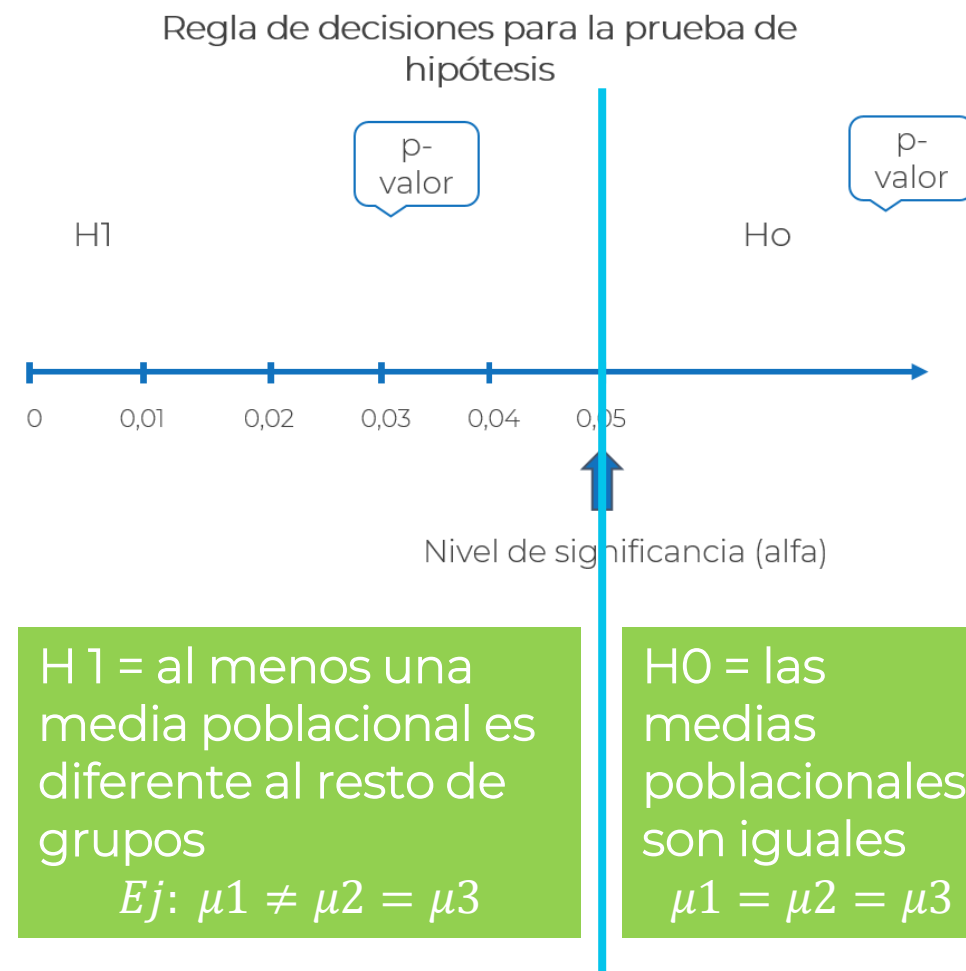 Regla de decisiones para la prueba de
hipótesis
p-
valor
p-
valor
H1
Ho
0
0,01
0,02
0,03
0,04
0,05
Nivel de significancia (alfa)
H 1 = al menos una
media poblacional es
diferente al resto de
grupos
Ej: μ1 ≠ μ2 = μ3
H0 = las
medias
poblacionales
son iguales
μ1 = μ2 = μ3